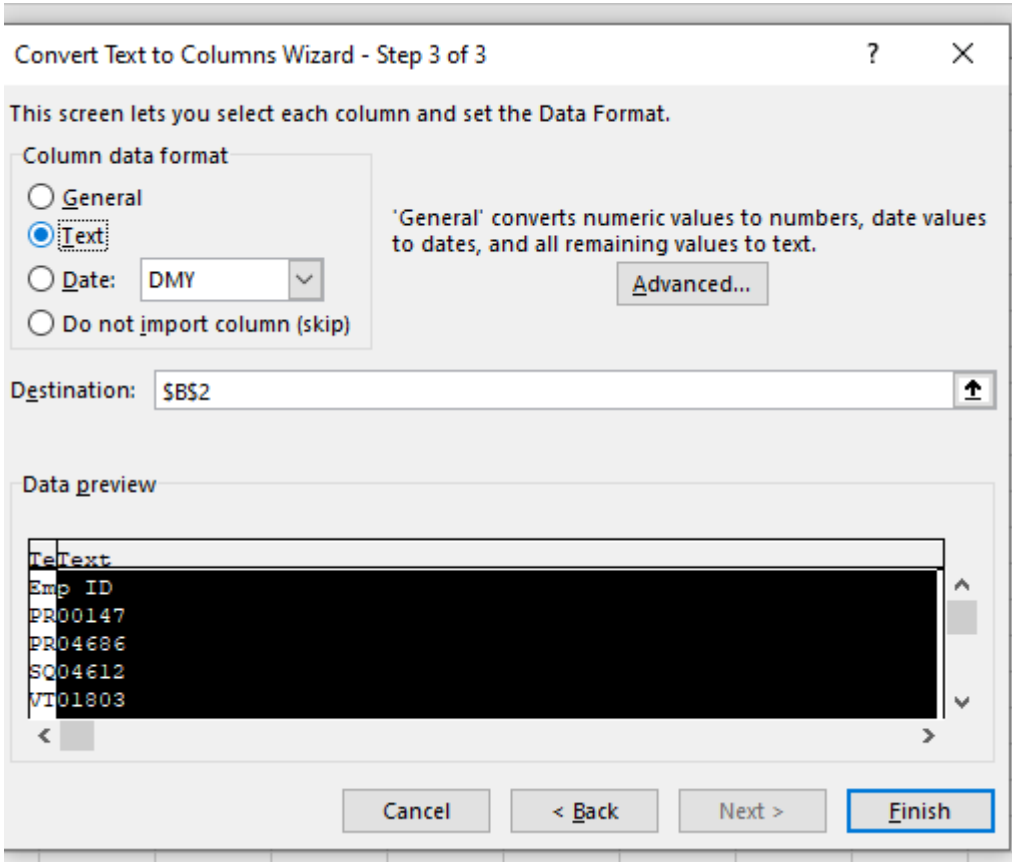 Convert Text to Columns Wizard - Step 3 of 3 ?
This screen lets you select each column and set the Data Format.
Column data format
General
Text
Date: DMY
Do not import column (skip)
'General' converts numeric values to numbers, date values
to dates, and all remaining values to text.
Advanced...
Destination: $B$2
Data preview
TeText
Emp ID
PR00147
PR04686
SQ04612
VT01803
Cancel < Back Next > Finish